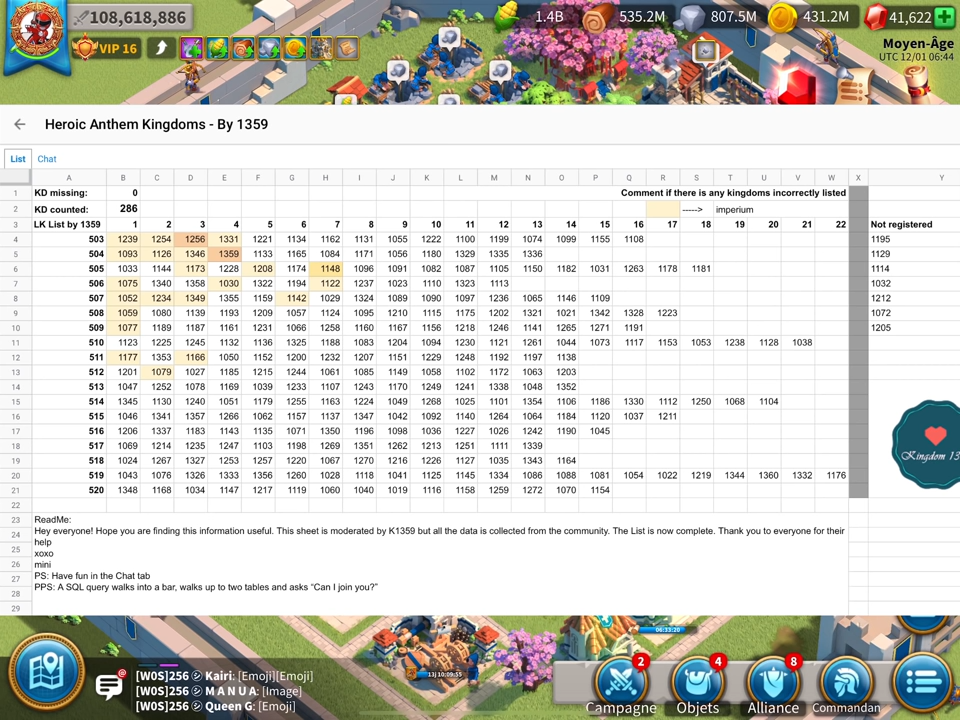 108,618,886 1.4B 535.2M 807.5M 431.2M 41,622
VIP 16 Moyen-Âge
UTC 12/01 06:44
Heroic Anthem Kingdoms - By 1359
List Chat
A B C D E F G H I J K L M N O P Q R S T U V W X Y
1 KD missing: 0 Comment if there is any kingdoms incorrectly listed
2 KD counted: 286 -----> imperium
3 LK List by 1359 1 2 3 4 5 6 7 8 9 10 11 12 13 14 15 16 17 18 19 20 21 22 Not registered
4 503 1239 1254 1256 1331 1221 1134 1162 1131 1055 1222 1100 1199 1074 1099 1155 1108 1195
5 504 1093 1126 1346 1359 1133 1165 1084 1171 1056 1180 1329 1335 1336 1129
6 505 1033 1144 1173 1228 1208 1174 1148 1096 1091 1082 1087 1105 1150 1182 1031 1263 1178 1181 1114
7 506 1075 1340 1358 1030 1322 1194 1122 1237 1023 1110 1323 1113 1032
8 507 1052 1234 1349 1355 1159 1142 1029 1324 1089 1090 1097 1236 1065 1146 1109 1212
9 508 1059 1080 1139 1193 1209 1057 1124 1095 1210 1115 1175 1202 1321 1021 1342 1328 1223 1072
10 509 1077 1189 1187 1161 1231 1066 1258 1160 1167 1156 1218 1246 1141 1265 1271 1191 1205
11 510 1123 1225 1245 1132 1136 1325 1188 1083 1204 1094 1230 1121 1261 1044 1073 1117 1153 1053 1238 1128 1038
12 511 1177 1353 1166 1050 1152 1200 1232 1207 1151 1229 1248 1192 1197 1138
13 512 1201 1079 1027 1185 1215 1244 1061 1085 1149 1058 1102 1172 1063 1203
14 513 1047 1252 1078 1169 1039 1233 1107 1243 1170 1249 1241 1338 1048 1352
15 514 1345 1130 1240 1051 1179 1255 1163 1224 1049 1268 1025 1101 1354 1106 1186 1330 1112 1250 1068 1104
16 515 1046 1341 1357 1266 1062 1157 1137 1347 1042 1092 1140 1264 1064 1184 1120 1037 1211
17 516 1206 1337 1183 1143 1135 1071 1350 1196 1098 1036 1227 1026 1242 1190 1045
18 517 1069 1214 1235 1247 1103 1198 1269 1351 1262 1213 1251 1111 1339
19 518 1024 1267 1327 1253 1257 1220 1067 1270 1216 1226 1127 1035 1343 1164
20 519 1043 1076 1326 1333 1356 1260 1028 1118 1041 1125 1145 1334 1086 1088 1081 1054 1022 1219 1344 1360 1332 1176
21 520 1348 1168 1034 1147 1217 1119 1060 1040 1019 1116 1158 1259 1272 1070 1154
22
23 ReadMe:
24 Hey everyone! Hope you are finding this information useful. This sheet is moderated by K1359 but all the data is collected from the community. The List is now complete. Thank you to everyone for their
help
25 xoxo
26 mini
27 PS: Have fun in the Chat tab
28 PPS: A SQL query walks into a bar, walks up to two tables and asks “Can I join you?”
29
Kingdom 13
06:33:20
13j 10:09:55
[W0S]256 Kairi: [Emoji][Emoji]
[W0S]256 M A N U A: [Image]
[W0S]256 Queen G: [Emoji]
2 4 8
Campagne Objets Alliance Commandan